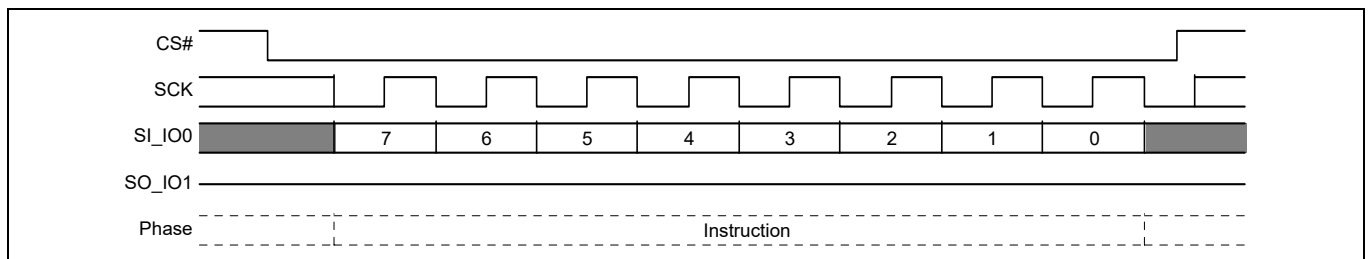 CS#
SCK
SI_IO0 7 6 5 4 3 2 1 0
SO_IO1
Phase Instruction